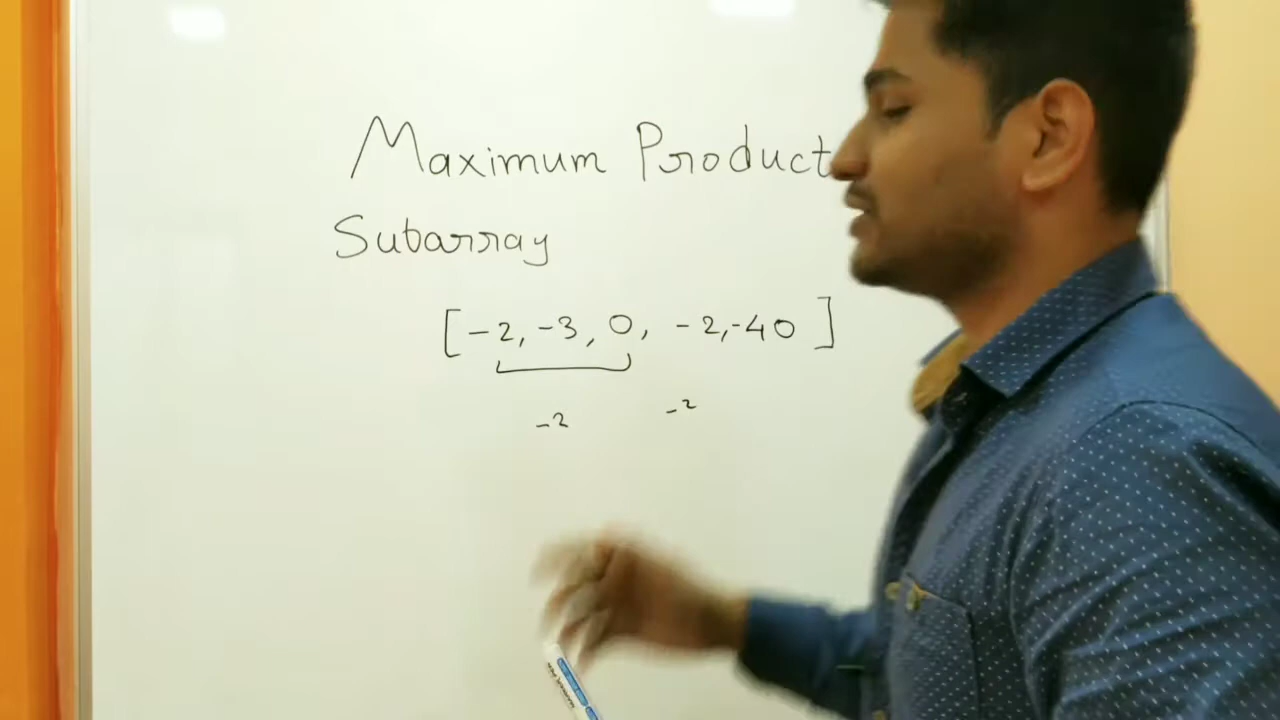 Maximum Product
Subarray
[-2, -3, 0, -2,-40]
-2 -2